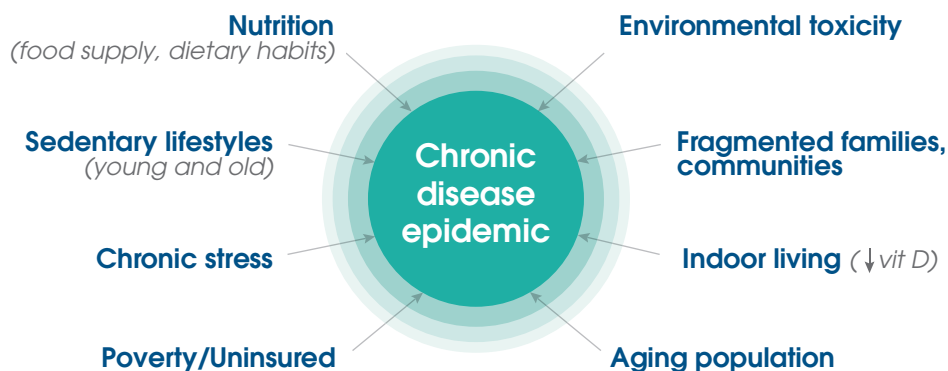 Nutrition
(food supply, dietary habits)
Sedentary lifestyles
(young and old)
Chronic stress
Poverty/Uninsured
Chronic
disease
epidemic
Environmental toxicity
Fragmented families,
communities
Indoor living (↓vit D)
Aging population